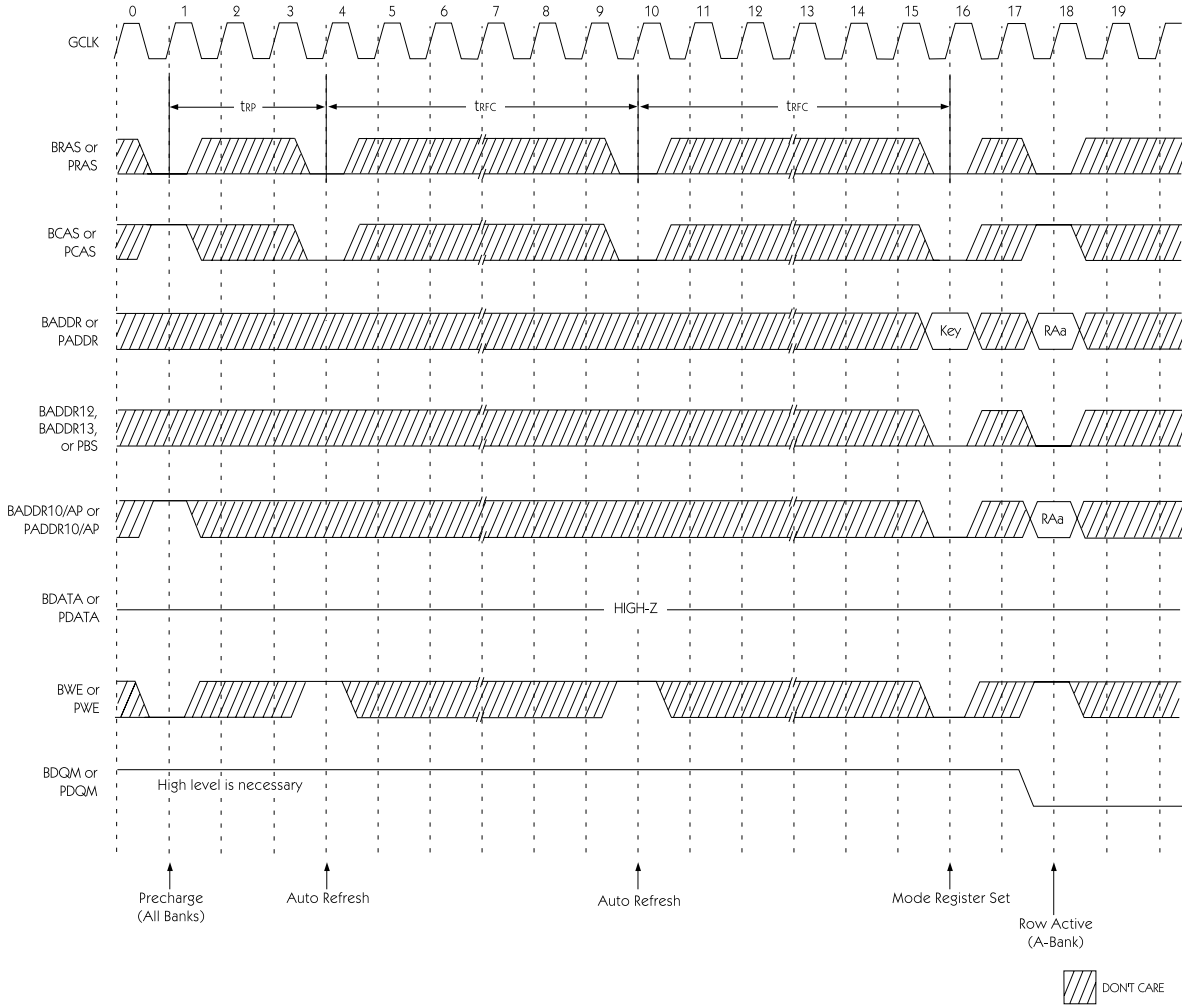 0 1 2 3 4 5 6 7 8 9 10 11 12 13 14 15 16 17 18 19
GCLK
tRP tRFC tRFC
BRAS or
PRAS
BCAS or
PCAS
BADDR or
PADDR
Key RAa
BADDR12,
BADDR13,
or PBS
BADDR10/AP or
PADDR10/AP
RAa
BDATA or
PDATA
HIGH-Z
BWE or
PWE
BDQM or
PDQM
High level is necessary
Precharge
(All Banks)
Auto Refresh
Auto Refresh
Mode Register Set
Row Active
(A-Bank)
DON'T CARE